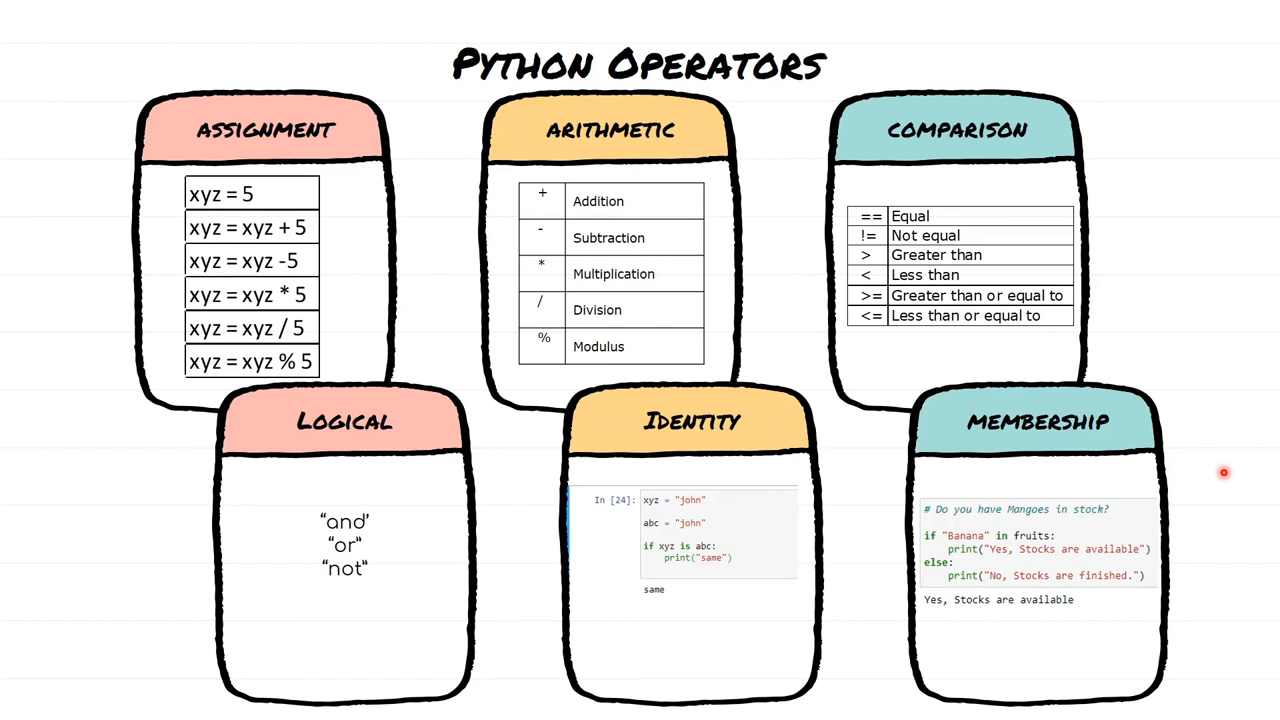 PYTHON OPERATORS
ASSIGNMENT
xyz = 5
xyz = xyz + 5
xyz = xyz -5
xyz = xyz * 5
xyz = xyz / 5
xyz = xyz % 5
ARITHMETIC
+ Addition
- Subtraction
* Multiplication
/ Division
% Modulus
COMPARISON
== Equal
!= Not equal
> Greater than
< Less than
>= Greater than or equal to
<= Less than or equal to
LOGICAL
“and’
“or”
“not”
IDENTITY
In [24]: xyz = "john"
abc = "john"
if xyz is abc:
print("same")
same
MEMBERSHIP
# Do you have Mangoes in stock?
if "Banana" in fruits:
print("Yes, Stocks are available")
else:
print("No, Stocks are finished.")
Yes, Stocks are available